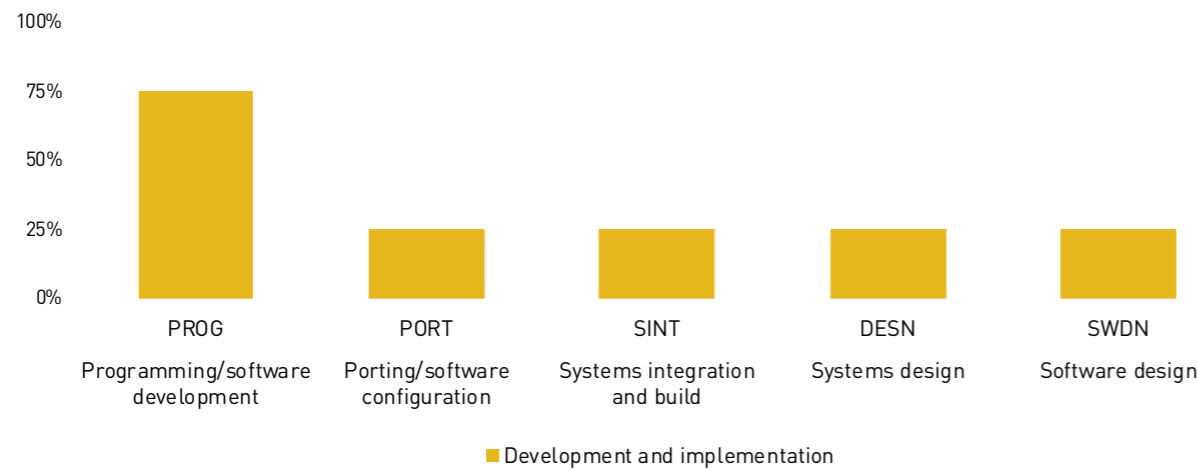 100%
75%
50%
25%
0%
PROG PORT SINT DESN SWDN
Programming/software Porting/software Systems integration Systems design Software design
development configuration and build
Development and implementation